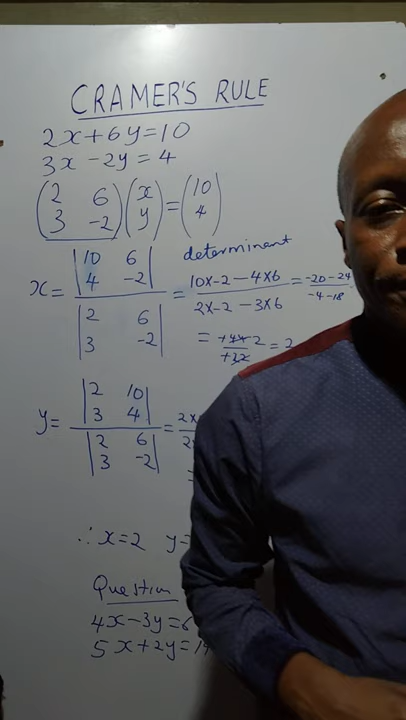 CRAMER'S RULE
2x+6y=10
3x-2y=4
(2 6) (x) = (10)
(3 -2) (y) (4)
determinant
x= |10 6| = 10x-2-4x6 = -20-24
|4 -2| 2x-2-3x6 -4-18
|2 6|
|3 -2| = 2 = 2
y= |2 10| =
|3 4|
|2 6|
|3 -2|
∴ x=2 y=
Question
4x-3y=6
5x+2y=